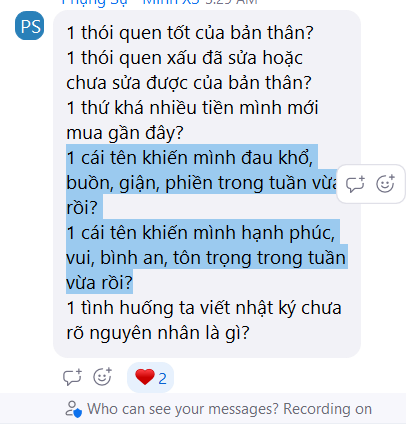 Phụng Sự - Minh X5 5:29 AM
PS
1 thói quen tốt của bản thân?
1 thói quen xấu đã sửa hoặc
chưa sửa được của bản thân?
1 thứ khá nhiều tiền mình mới
mua gần đây?
1 cái tên khiến mình đau khổ,
buồn, giận, phiền trong tuần vừa
rồi?
1 cái tên khiến mình hạnh phúc,
vui, bình an, tôn trọng trong tuần
vừa rồi?
1 tình huống ta viết nhật ký chưa
rõ nguyên nhân là gì?
2
Who can see your messages? Recording on